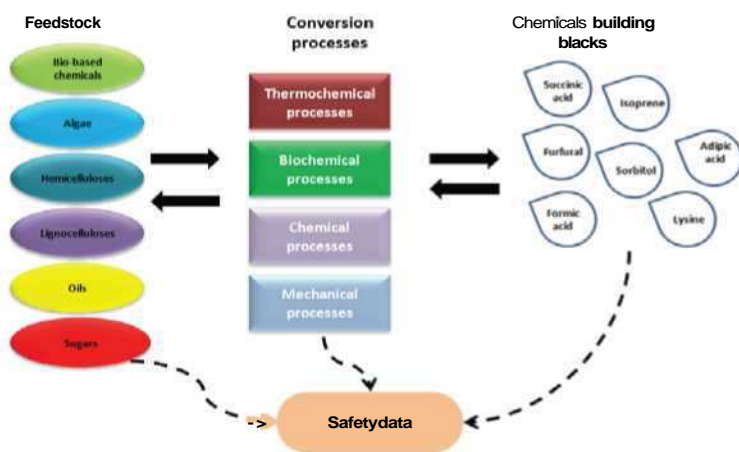 Feedstock
Bio-based
chemicals
Algae
Hemicelluloses
Lignocelluloses
Oils
Sugars
Conversion
processes
Thermochemical
processes
Biochemical
processes
Chemical
processes
Mechanical
processes
Chemicals building
blacks
Succinic
acid
Isoprene
Furfural
Sorbitol
Adipic
acid
Formic
acid
Lysine
Safetydata